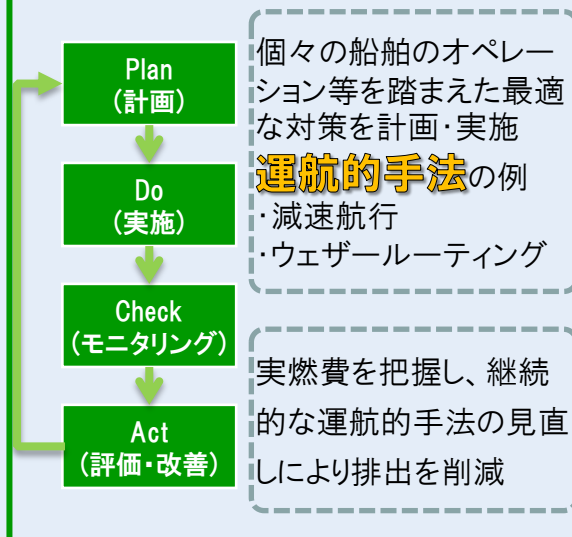 Plan
(計画)
Do
(実施)
Check
(モニタリング)
Act
(評価・改善)
個々の船舶のオペレー
ション等を踏まえた最適
な対策を計画・実施
運航的手法の例
・減速航行
・ウェザールーティング
実燃費を把握し、継続
的な運航的手法の見直
しにより排出を削減